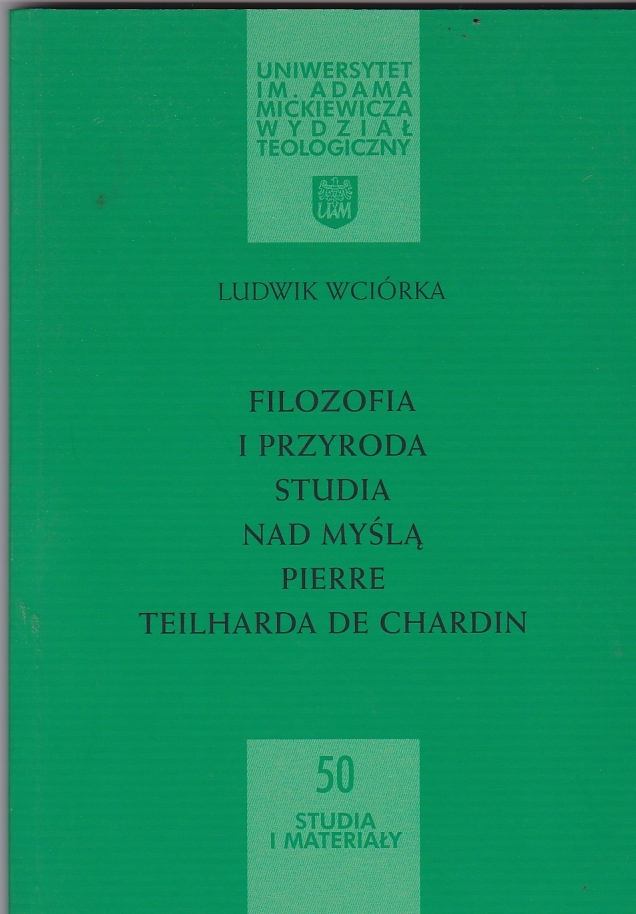 UNIWERSYTET
IM. ADAMA
MICKIEWICZA
WYDZIAŁ
TEOLOGICZNY
UAM
LUDWIK WCIÓRKA
FILOZOFIA
I PRZYRODA
STUDIA
NAD MYŚLĄ
PIERRE
TEILHARDA DE CHARDIN
50
STUDIA
I MATERIAŁY